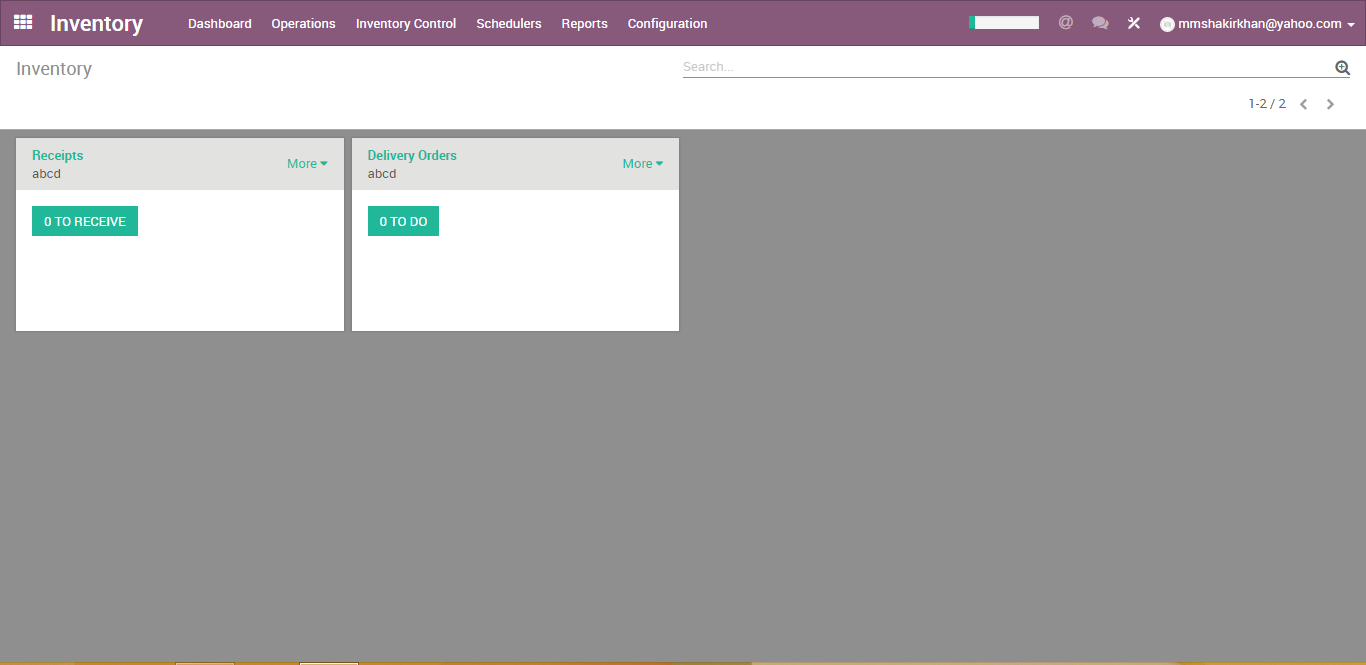 Inventory Dashboard Operations Inventory Control Schedulers Reports Configuration @ mmshakirkhan@yahoo.com
Inventory Search...
1-2 / 2
Receipts
abcd
More
Delivery Orders
abcd
More
0 TO RECEIVE
0 TO DO